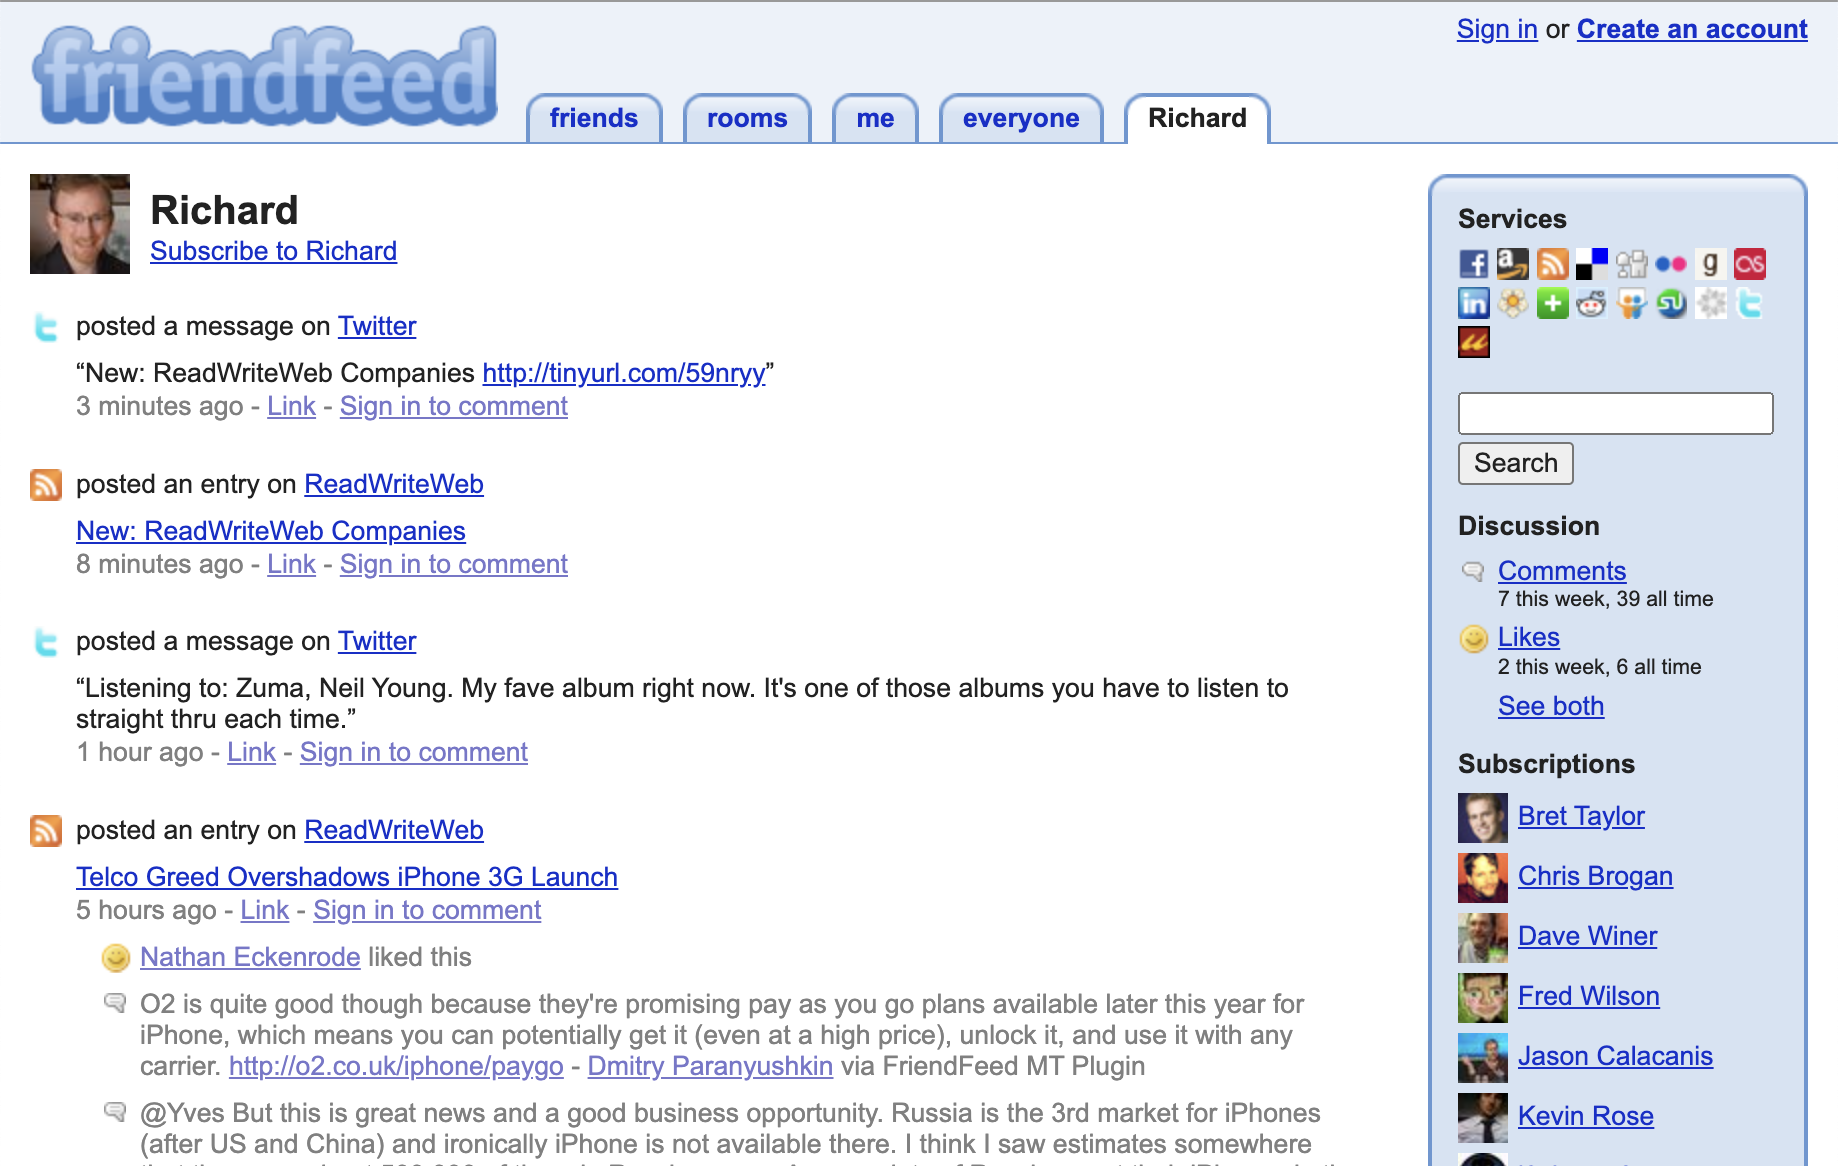 Sign in or Create an account
friendfeed
friends rooms me everyone Richard
Richard
Subscribe to Richard
posted a message on Twitter
“New: ReadWriteWeb Companies http://tinyurl.com/59nryy”
3 minutes ago - Link - Sign in to comment
posted an entry on ReadWriteWeb
New: ReadWriteWeb Companies
8 minutes ago - Link - Sign in to comment
posted a message on Twitter
“Listening to: Zuma, Neil Young. My fave album right now. It's one of those albums you have to listen to
straight thru each time.”
1 hour ago - Link - Sign in to comment
posted an entry on ReadWriteWeb
Telco Greed Overshadows iPhone 3G Launch
5 hours ago - Link - Sign in to comment
Nathan Eckenrode liked this
O2 is quite good though because they're promising pay as you go plans available later this year for
iPhone, which means you can potentially get it (even at a high price), unlock it, and use it with any
carrier. http://o2.co.uk/iphone/paygo - Dmitry Paranyushkin via FriendFeed MT Plugin
@Yves But this is great news and a good business opportunity. Russia is the 3rd market for iPhones
(after US and China) and ironically iPhone is not available there. I think I saw estimates somewhere
Services
Search
Discussion
Comments
7 this week, 39 all time
Likes
2 this week, 6 all time
See both
Subscriptions
Bret Taylor
Chris Brogan
Dave Winer
Fred Wilson
Jason Calacanis
Kevin Rose